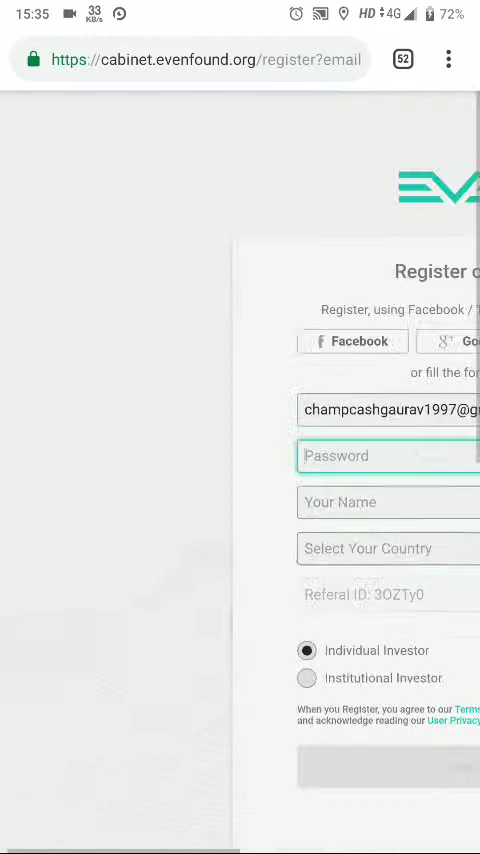 15:35 33 KB/s HD 4G 72%
https://cabinet.evenfound.org/register?email 52
Register
Register, using Facebook /
Facebook g+
or fill the
champcashgaurav1997@
Password
Your Name
Select Your Country
Referal ID: 3OZTy0
Individual Investor
Institutional Investor
When you Register, you agree to our Terms
and acknowledge reading our User Privacy